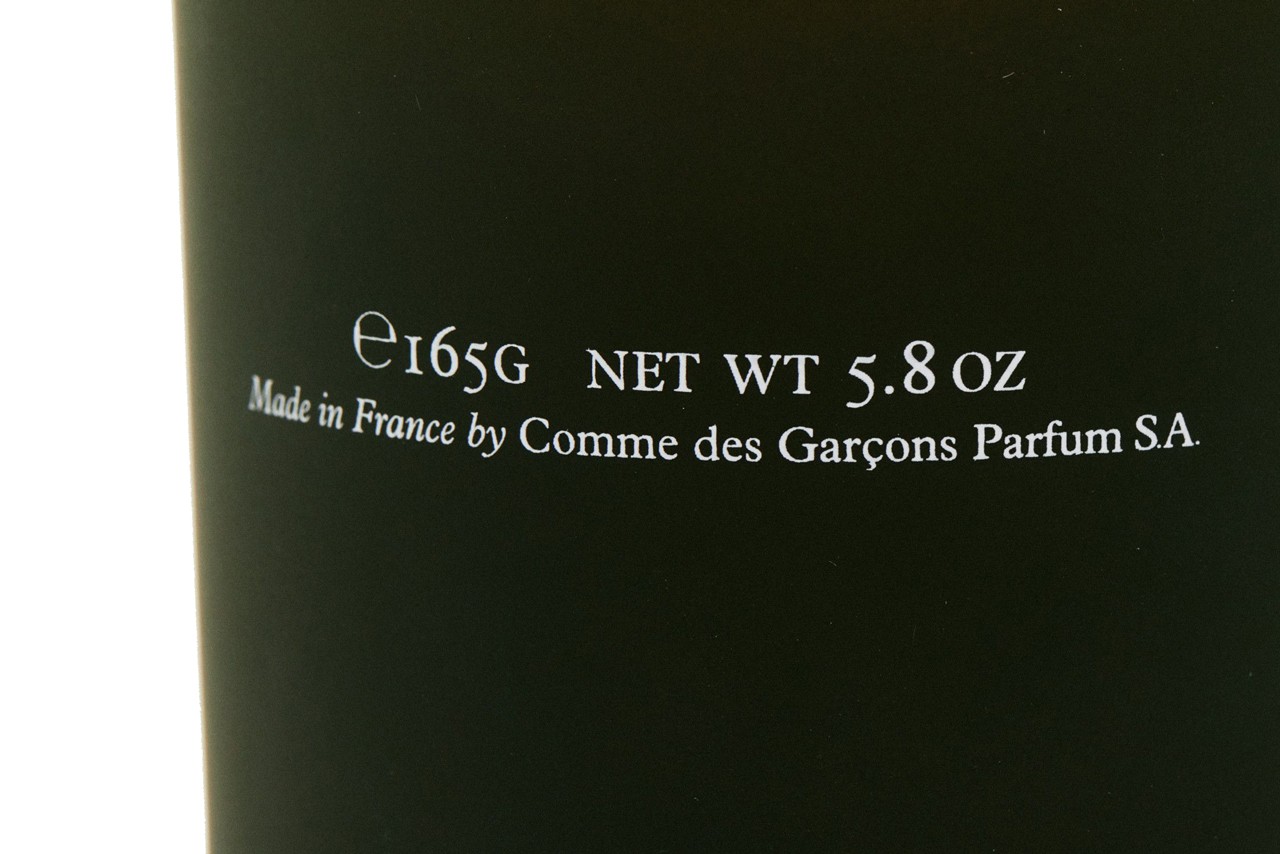 ℮165G NET WT 5.8 OZ
Made in France by Comme des Garçons Parfum S.A.